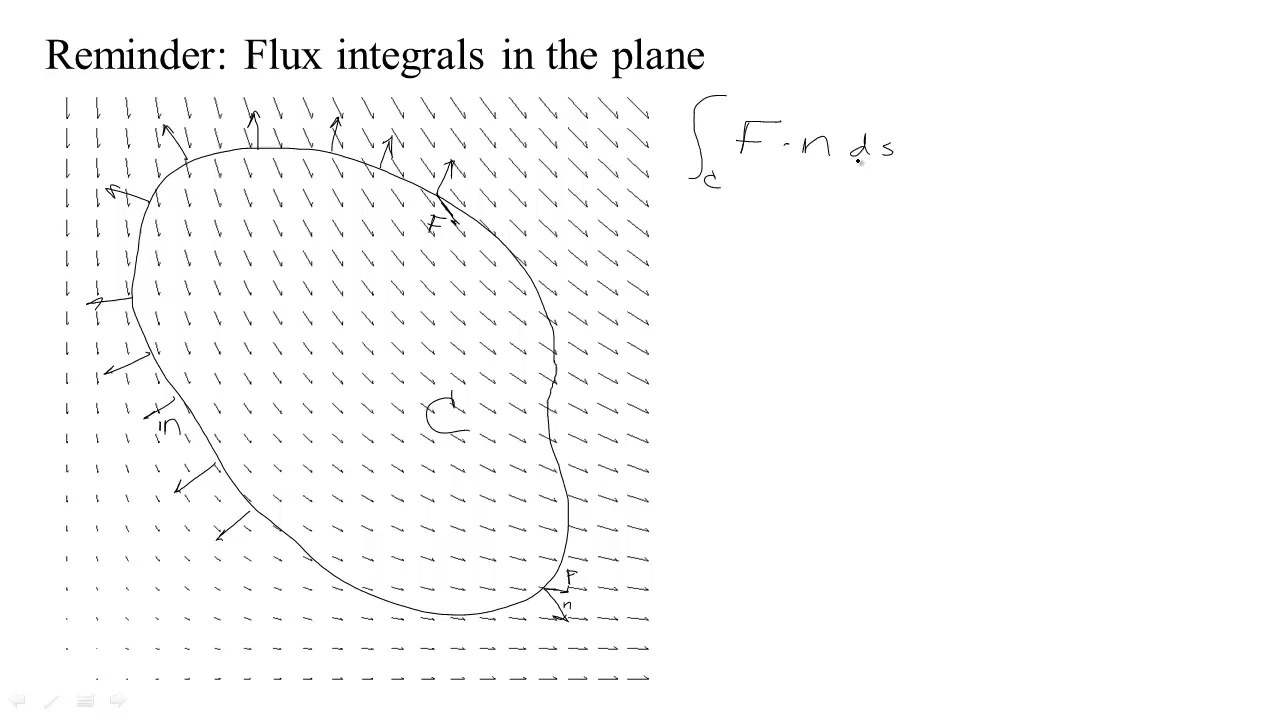 Reminder: Flux integrals in the plane
∫_C F · n ds
F
C
n
F
n